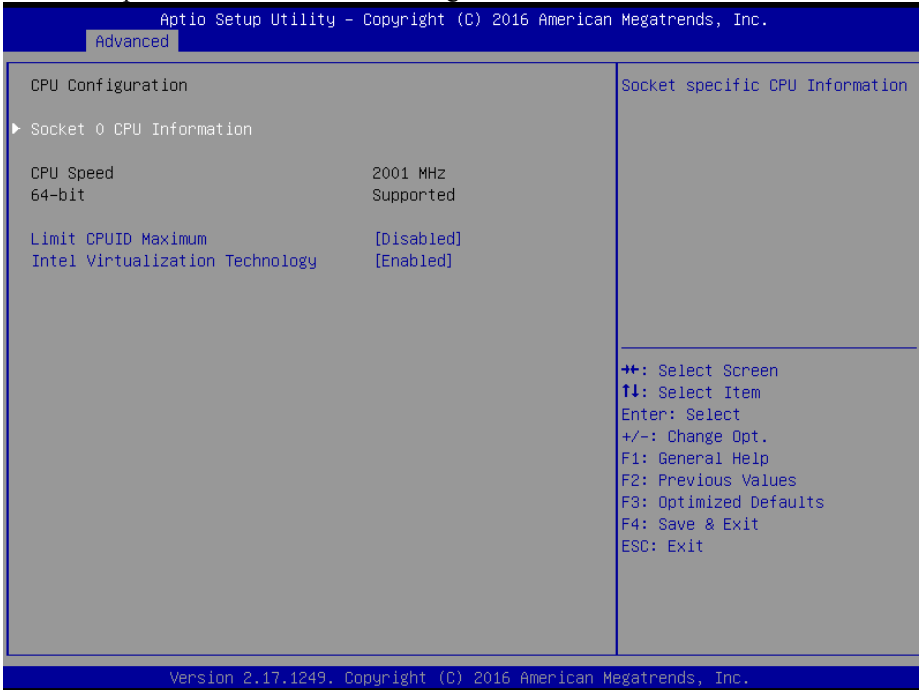 Aptio Setup Utility – Copyright (C) 2016 American Megatrends, Inc.
Advanced
CPU Configuration
Socket 0 CPU Information
CPU Speed 2001 MHz
64-bit Supported
Limit CPUID Maximum [Disabled]
Intel Virtualization Technology [Enabled]
Socket specific CPU Information
→←: Select Screen
↑↓: Select Item
Enter: Select
+/-: Change Opt.
F1: General Help
F2: Previous Values
F3: Optimized Defaults
F4: Save & Exit
ESC: Exit
Version 2.17.1249. Copyright (C) 2016 American Megatrends, Inc.